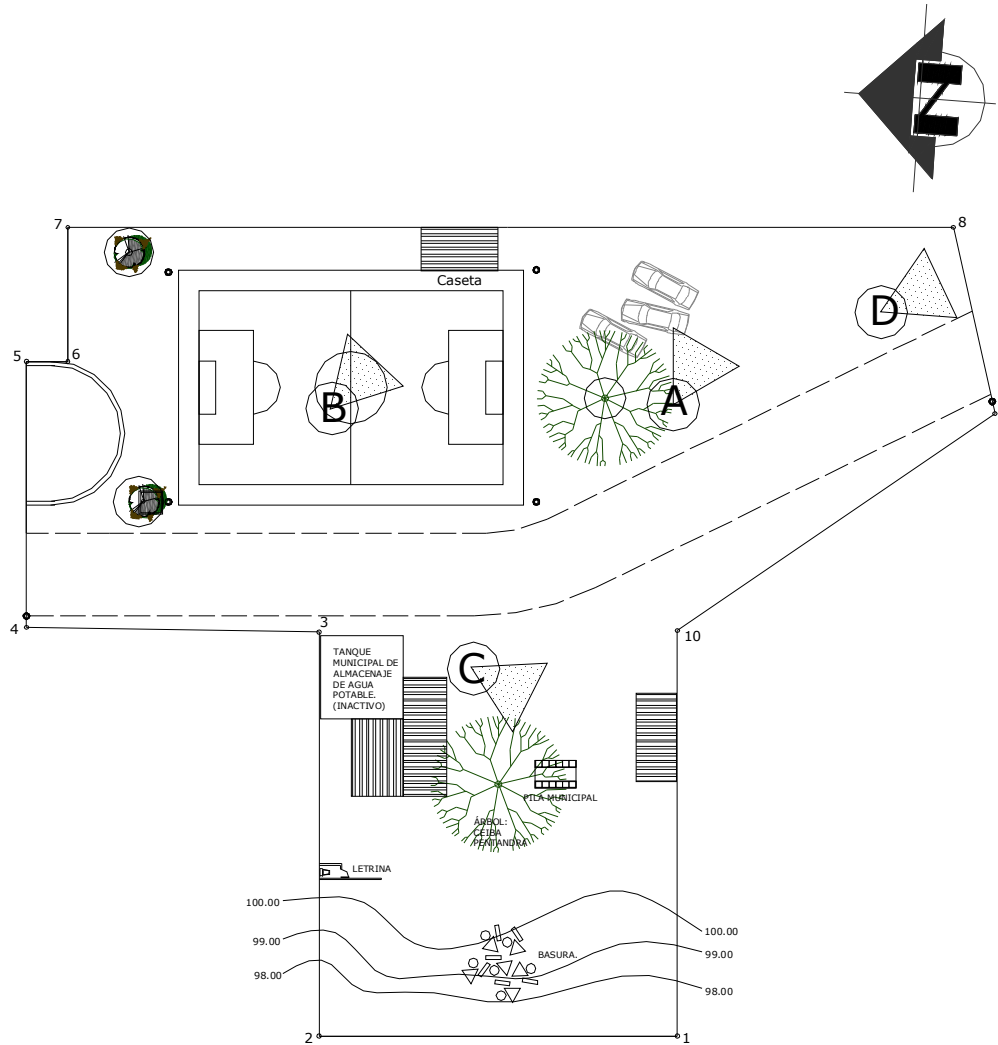 N
7
8
Caseta
D
5
6
B
A
4
3
10
TANQUE
MUNICIPAL DE
ALMACENAJE
DE AGUA
POTABLE.
(INACTIVO)
C
PILA MUNICIPAL
ÁRBOL:
CEIBA
PENTANDRA
LETRINA
100.00
99.00
98.00
BASURA.
100.00
99.00
98.00
2
1